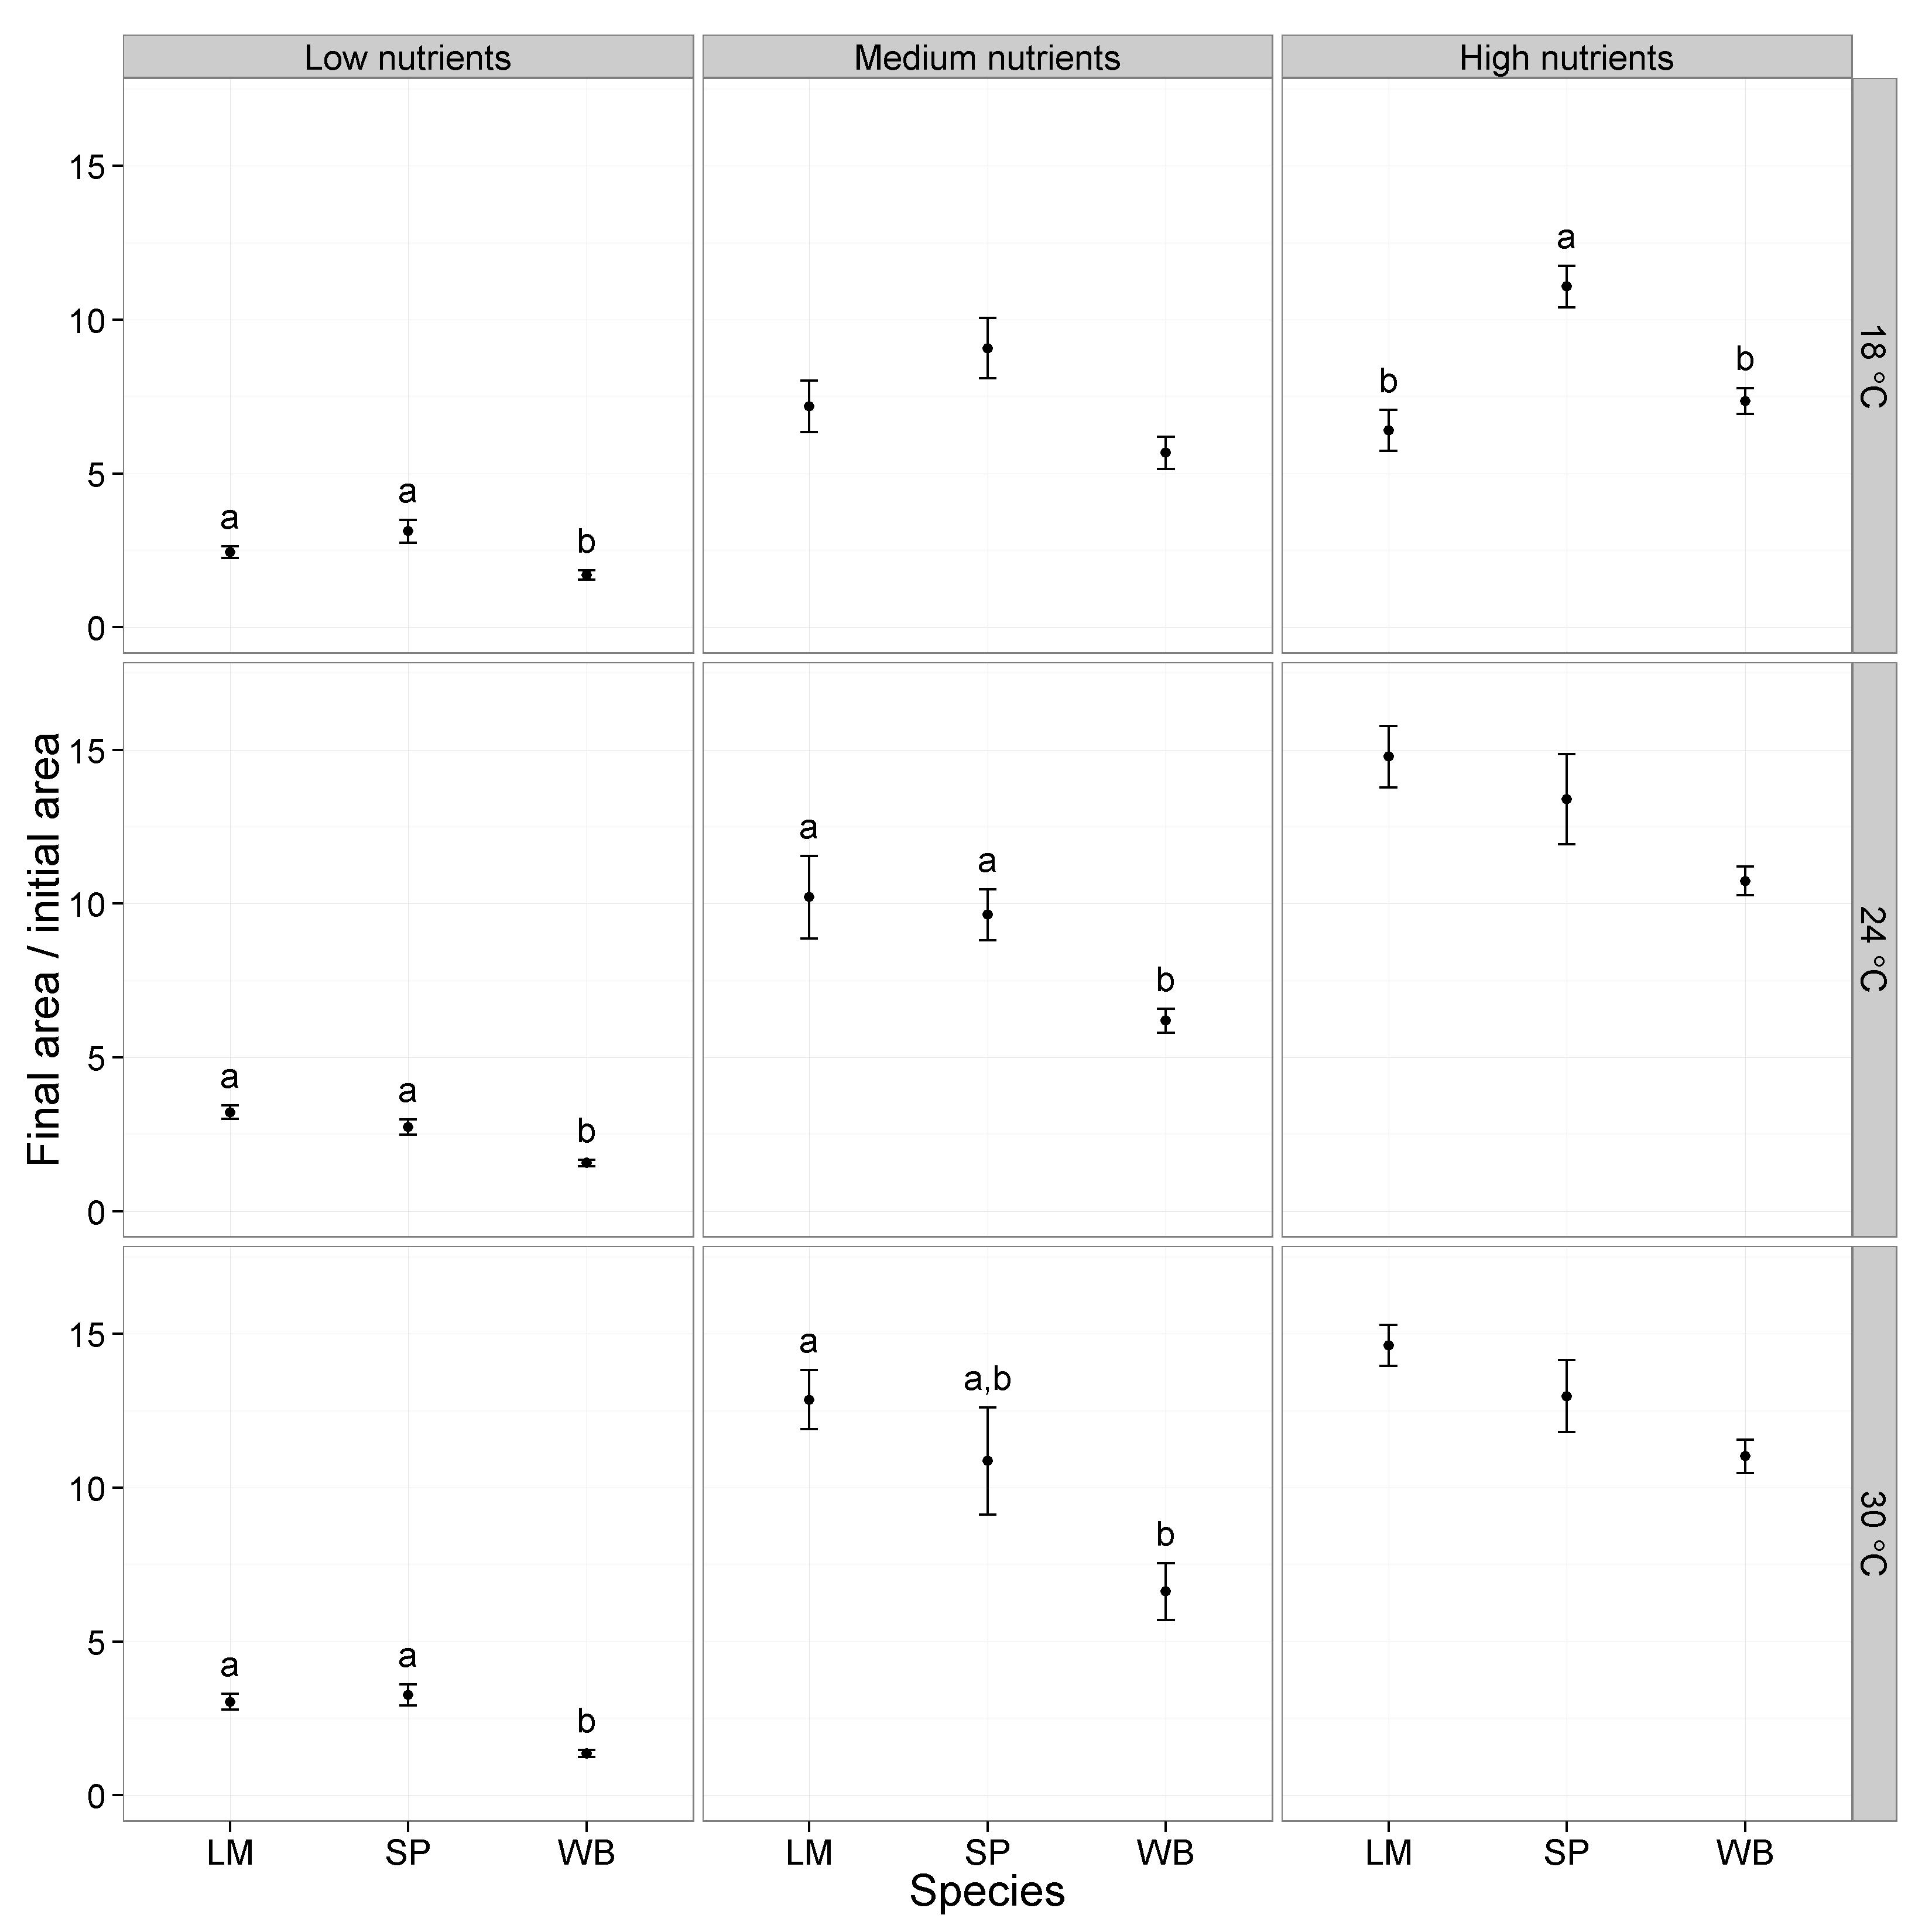 Low nutrients Medium nutrients High nutrients
15
10
5
0
a a b
b a b
18 °C
Final area / initial area
15
10
5
0
a a b
a a b
24 °C
15
10
5
0
a a b
a a,b b
30 °C
LM SP WB LM SP WB LM SP WB
Species